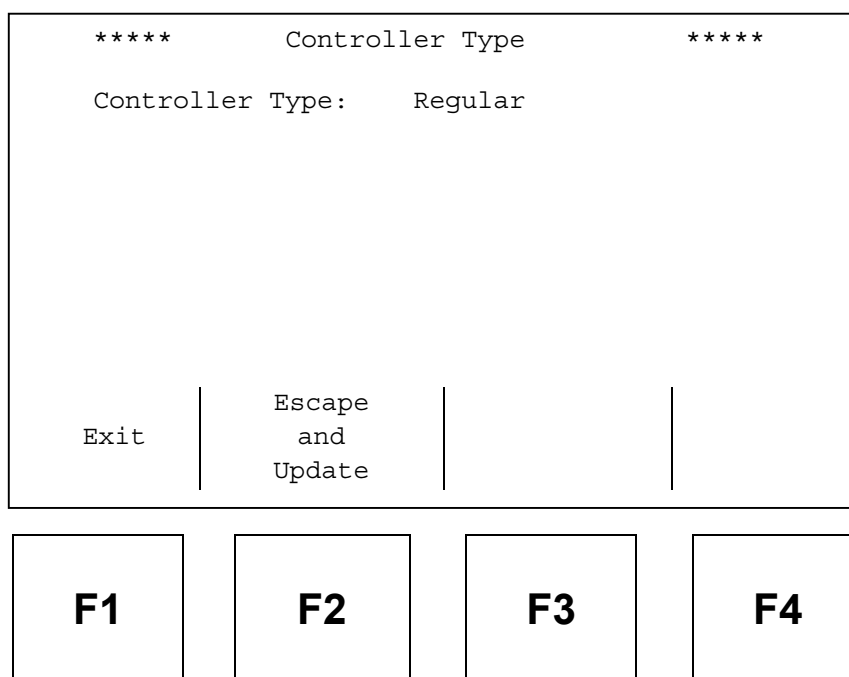 ***** Controller Type *****
Controller Type: Regular
Exit
Escape
and
Update
F1 F2 F3 F4